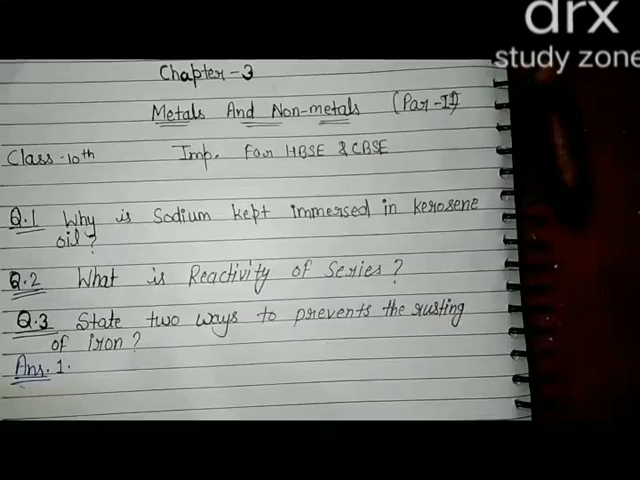 drx
study zone
Chapter-3
Metals And Non-metals (Par-II)
Class-10th Imp. For HBSE & CBSE
Q.1 Why is Sodium kept immersed in kerosene
oil?
Q.2 What is Reactivity of Series?
Q.3 State two ways to prevents the rusting
of iron?
Ans.1.